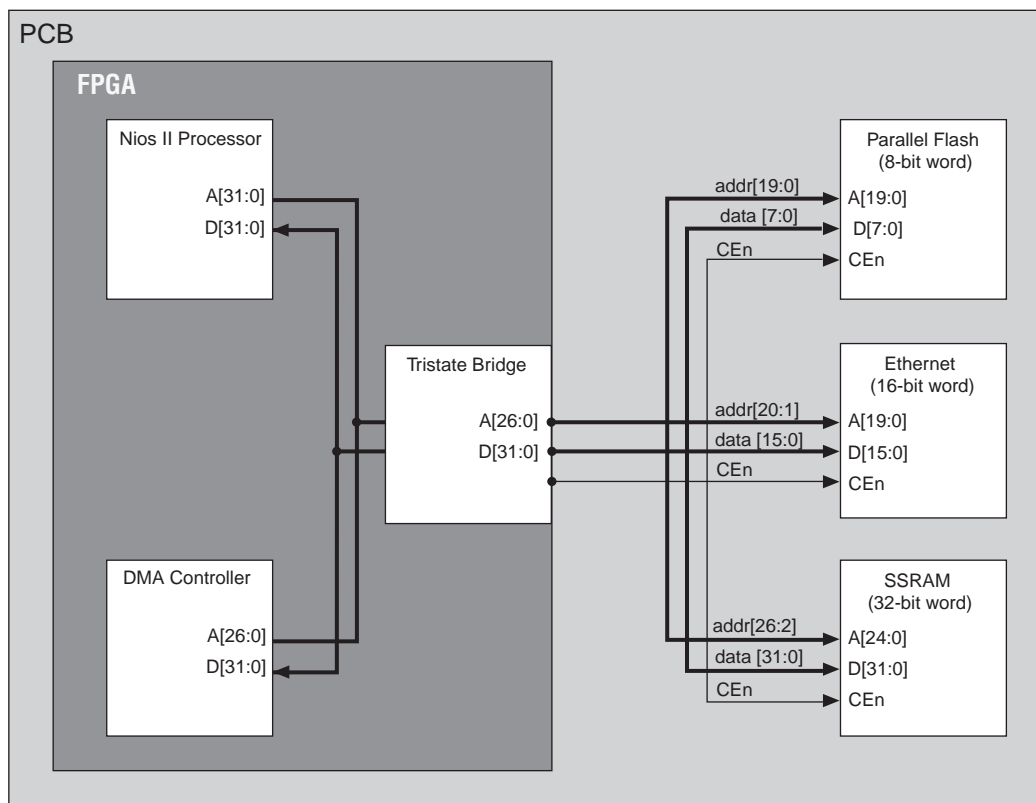 PCB
FPGA
Nios II Processor
A[31:0]
D[31:0]
Tristate Bridge
A[26:0]
D[31:0]
DMA Controller
A[26:0]
D[31:0]
addr[19:0]
data [7:0]
CEn
Parallel Flash
(8-bit word)
A[19:0]
D[7:0]
CEn
addr[20:1]
data [15:0]
CEn
Ethernet
(16-bit word)
A[19:0]
D[15:0]
CEn
addr[26:2]
data [31:0]
CEn
SSRAM
(32-bit word)
A[24:0]
D[31:0]
CEn